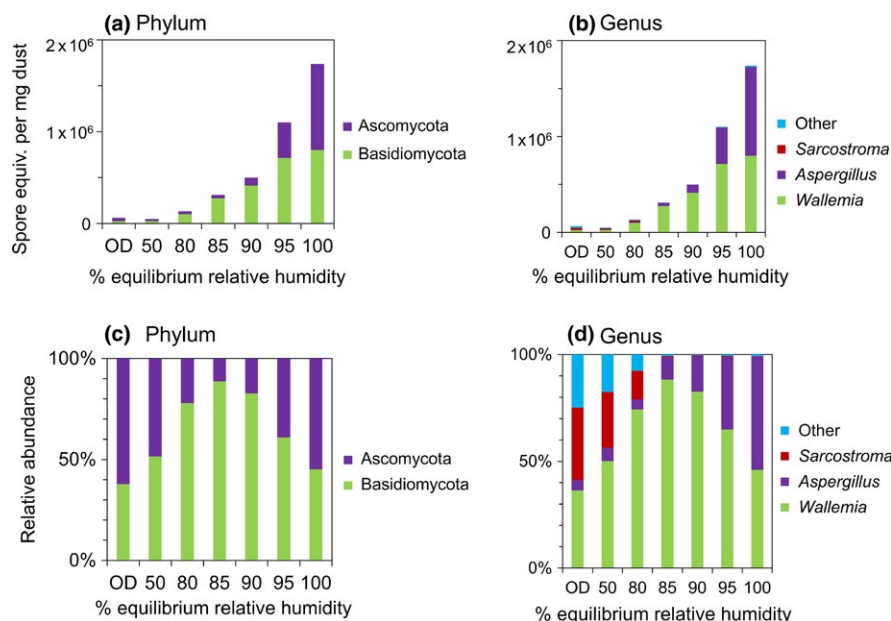 (a) Phylum
2 x 10⁶
1 x 10⁶
0
Spore equiv. per mg dust
OD 50 80 85 90 95 100
% equilibrium relative humidity
Ascomycota
Basidiomycota
(b) Genus
2 x 10⁶
1 x 10⁶
0
OD 50 80 85 90 95 100
% equilibrium relative humidity
Other
Sarcostroma
Aspergillus
Wallemia
(c) Phylum
100%
50%
0%
Relative abundance
OD 50 80 85 90 95 100
% equilibrium relative humidity
Ascomycota
Basidiomycota
(d) Genus
100%
50%
0%
OD 50 80 85 90 95 100
% equilibrium relative humidity
Other
Sarcostroma
Aspergillus
Wallemia